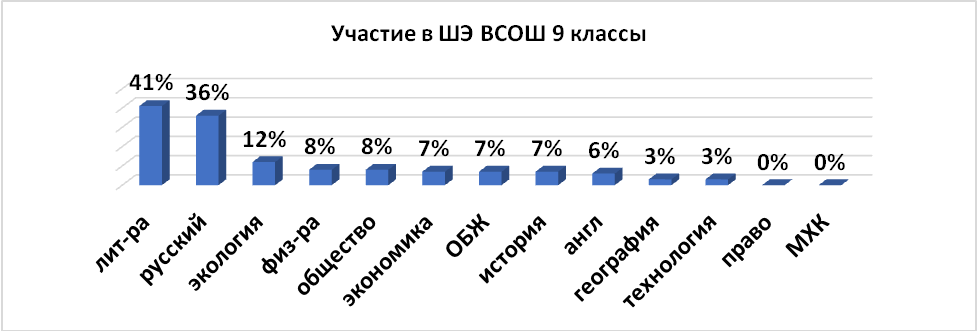 Участие в ШЭ ВСОШ 9 классы
41% 36% 12% 8% 8% 7% 7% 7% 6% 3% 3% 0% 0%
лит-ра русский экология физ-ра общество экономика ОБЖ история англ география технология право МХК